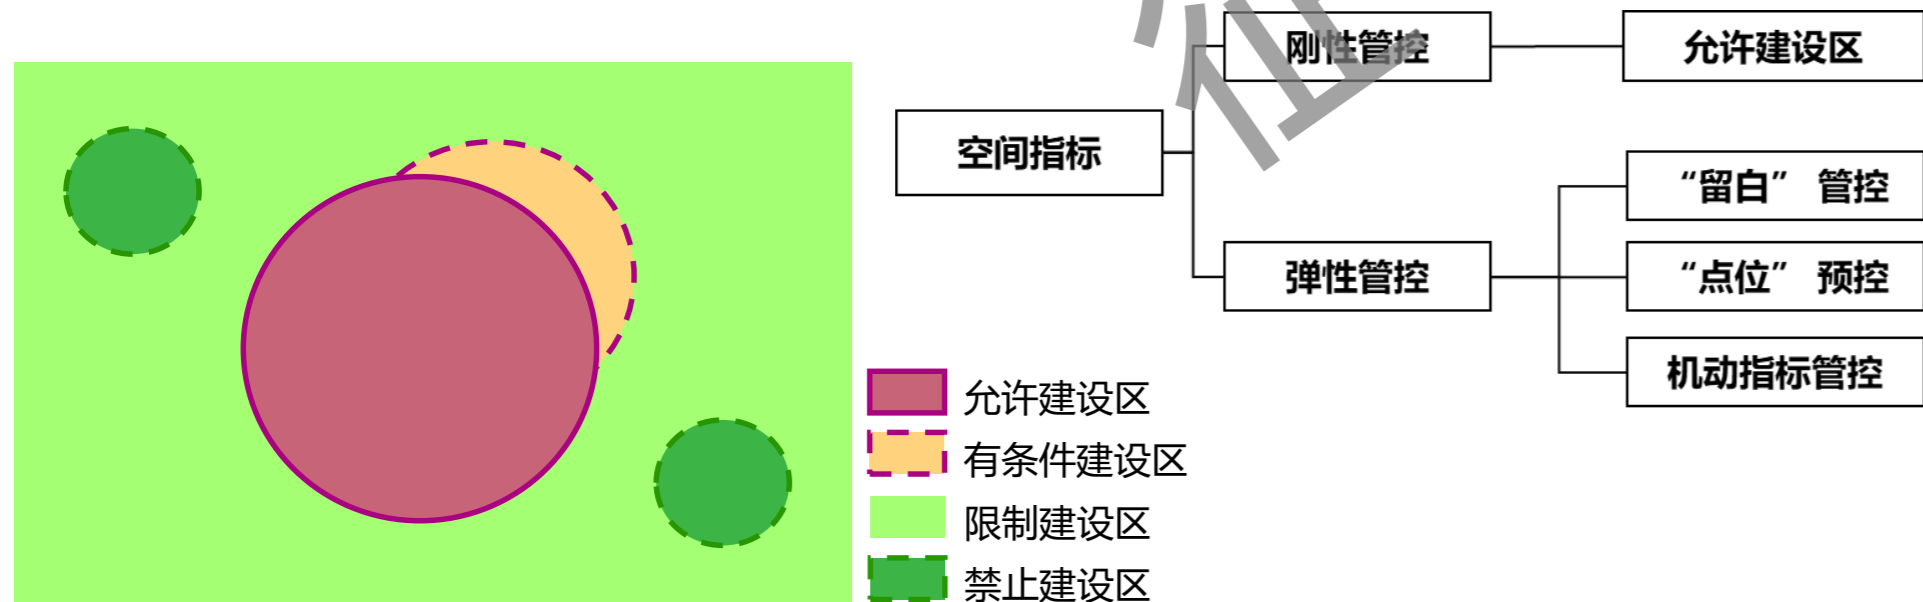 刚性管控
允许建设区
空间指标
“留白” 管控
弹性管控
“点位” 预控
机动指标管控
允许建设区
有条件建设区
限制建设区
禁止建设区
征